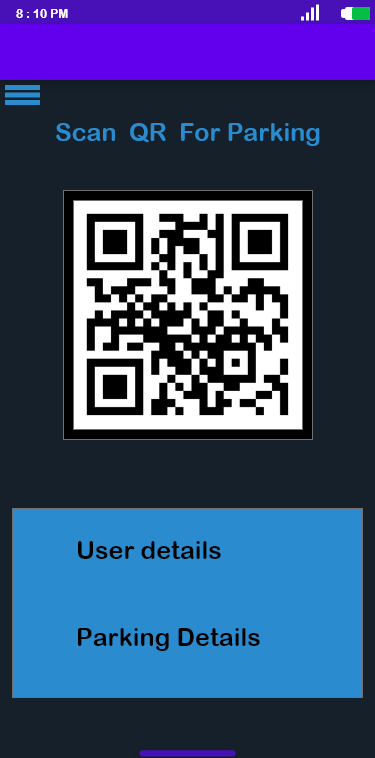 8 : 10 PM
Scan QR For Parking
User details
Parking Details